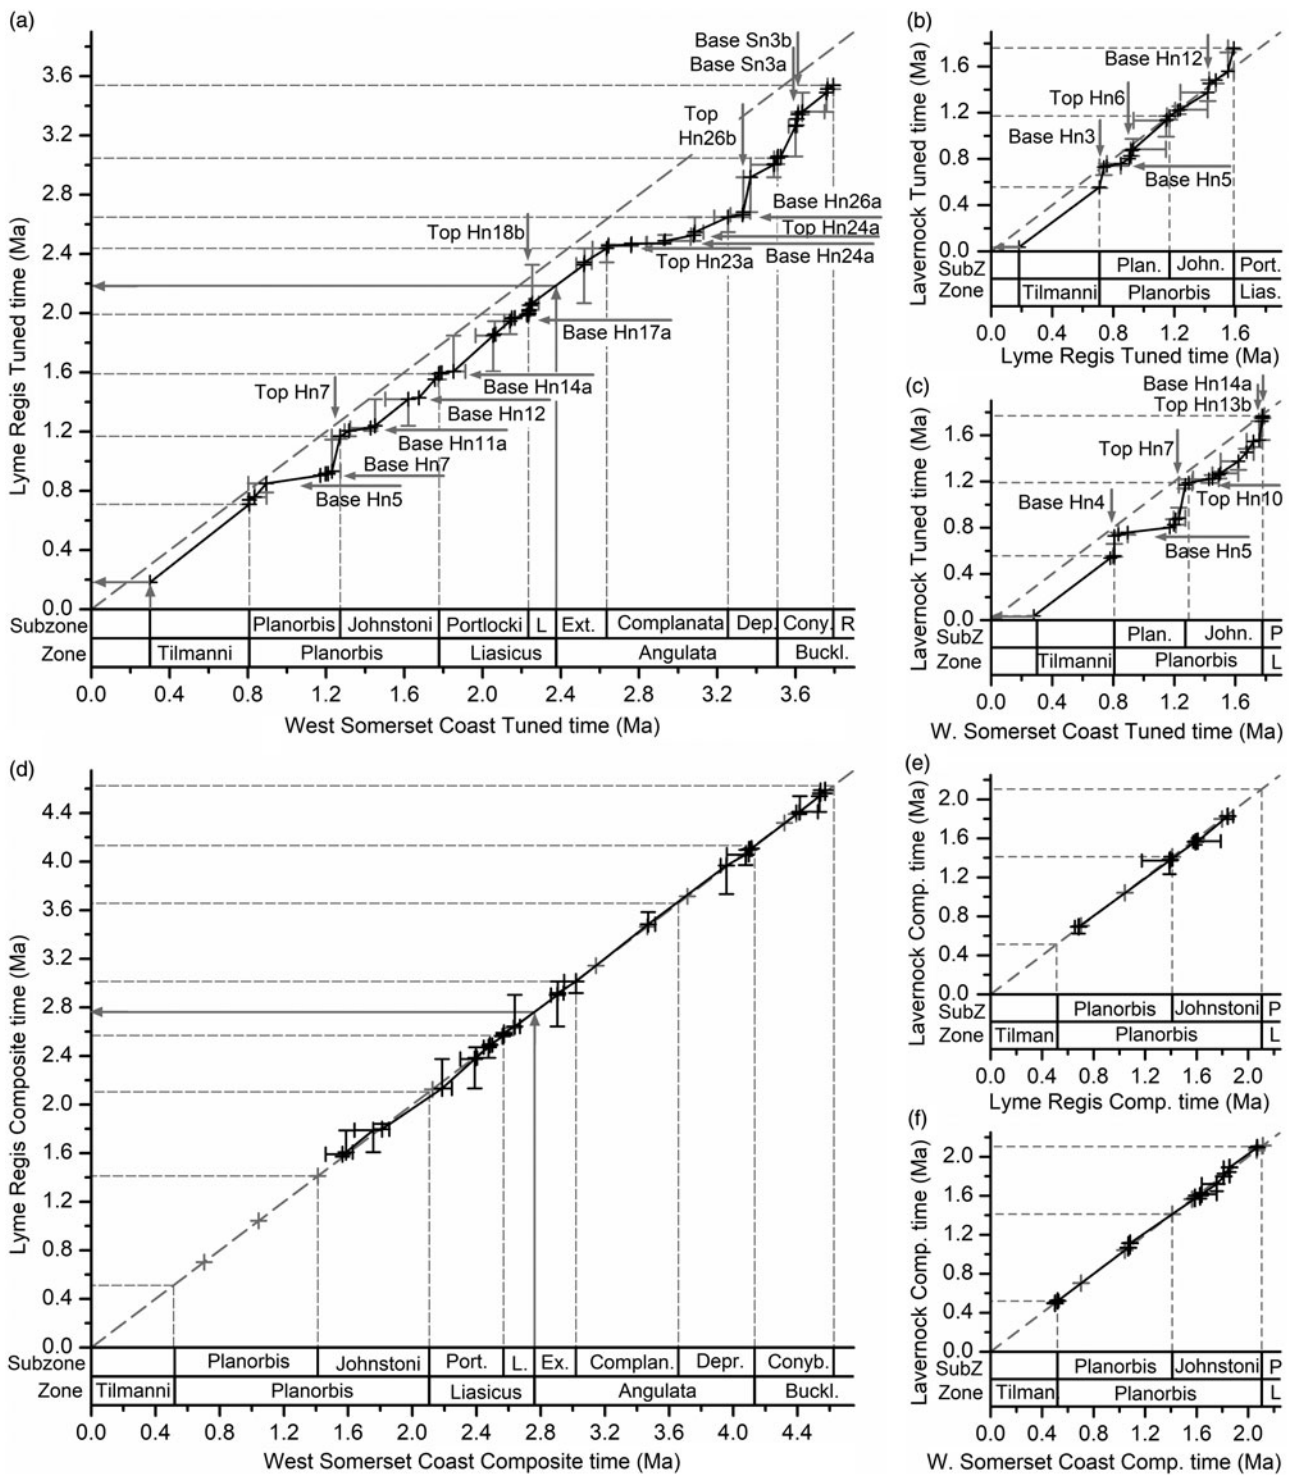 (a)
Lyme Regis Tuned time (Ma)
3.6
3.2
2.8
2.4
2.0
1.6
1.2
0.8
0.4
0.0
Base Sn3b
Base Sn3a
Top
Hn26b
Base Hn26a
Top Hn24a
Base Hn24a
Top Hn23a
Top Hn18b
Base Hn17a
Base Hn14a
Base Hn12
Base Hn11a
Top Hn7
Base Hn7
Base Hn5
Subzone Planorbis Johnstoni Portlocki L Ext. Complanata Dep. Cony. R
Zone Tilmanni Planorbis Liasicus Angulata Buckl.
0.0 0.4 0.8 1.2 1.6 2.0 2.4 2.8 3.2 3.6
West Somerset Coast Tuned time (Ma)
(b)
Lavernock Tuned time (Ma)
1.6
1.2
0.8
0.4
0.0
Base Hn12
Top Hn6
Base Hn3
Base Hn5
SubZ Plan. John. Port.
Zone Tilmanni Planorbis Lias.
0.0 0.4 0.8 1.2 1.6
Lyme Regis Tuned time (Ma)
(c)
Lavernock Tuned time (Ma)
1.6
1.2
0.8
0.4
0.0
Base Hn14a
Top Hn13b
Top Hn7
Top Hn10
Base Hn4
Base Hn5
SubZ Plan. John. P
Zone Tilmanni Planorbis L
0.0 0.4 0.8 1.2 1.6
W. Somerset Coast Tuned time (Ma)
(d)
Lyme Regis Composite time (Ma)
4.4
4.0
3.6
3.2
2.8
2.4
2.0
1.6
1.2
0.8
0.4
0.0
Subzone Planorbis Johnstoni Port. L. Ex. Complan. Depr. Conyb.
Zone Tilmanni Planorbis Liasicus Angulata Buckl.
0.0 0.4 0.8 1.2 1.6 2.0 2.4 2.8 3.2 3.6 4.0 4.4
West Somerset Coast Composite time (Ma)
(e)
Lavernock Comp. time (Ma)
2.0
1.6
1.2
0.8
0.4
0.0
SubZ Planorbis Johnstoni P
Zone Tilman Planorbis L
0.0 0.4 0.8 1.2 1.6 2.0
Lyme Regis Comp. time (Ma)
(f)
Lavernock Comp. time (Ma)
2.0
1.6
1.2
0.8
0.4
0.0
SubZ Planorbis Johnstoni P
Zone Tilman Planorbis L
0.0 0.4 0.8 1.2 1.6 2.0
W. Somerset Coast Comp. time (Ma)